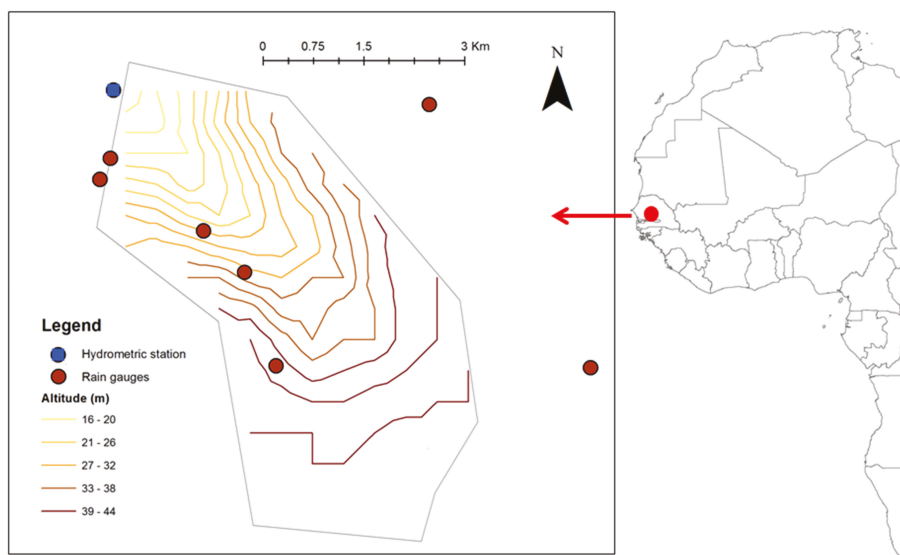 0 0.75 1.5 3 Km
N
Legend
Hydrometric station
Rain gauges
Altitude (m)
16 - 20
21 - 26
27 - 32
33 - 38
39 - 44